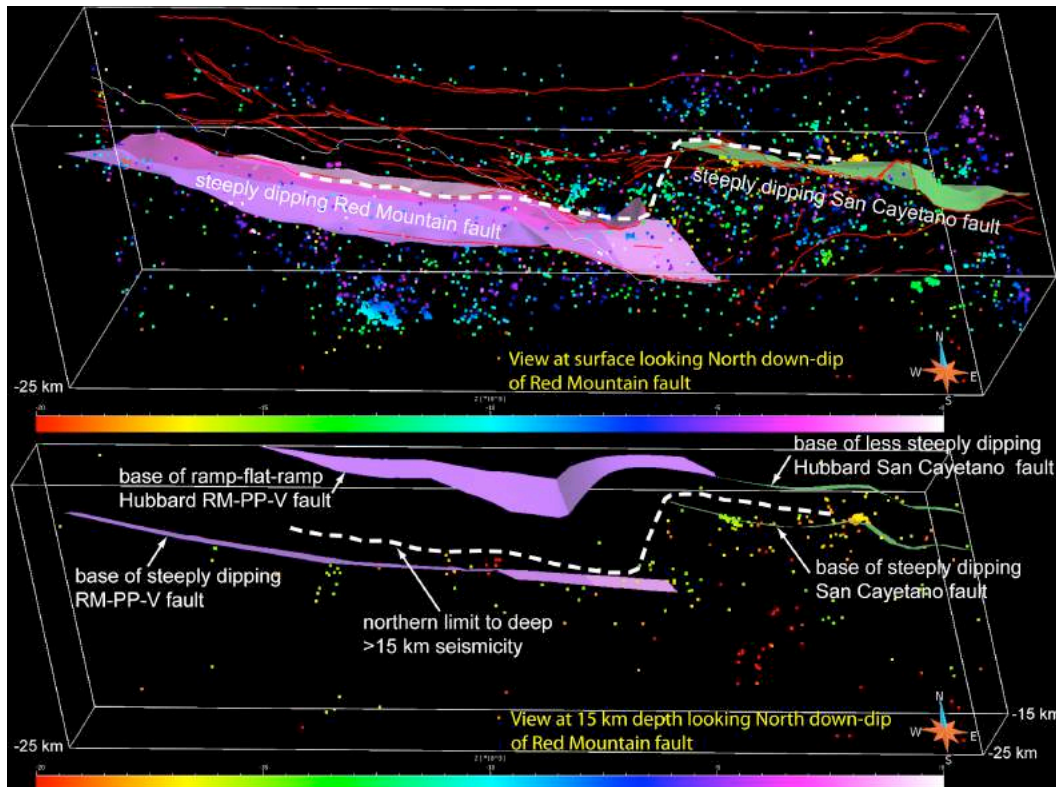 steeply dipping Red Mountain fault
steeply dipping San Cayetano fault
View at surface looking North down-dip
of Red Mountain fault
N
W
E
S
-25 km
-20
-15
-10
-5
base of ramp-flat-ramp
Hubbard RM-PP-V fault
base of less steeply dipping
Hubbard San Cayetano fault
base of steeply dipping
RM-PP-V fault
northern limit to deep
>15 km seismicity
base of steeply dipping
San Cayetano fault
View at 15 km depth looking North down-dip
of Red Mountain fault
N
W
E
S
-15 km
-25 km
-25 km